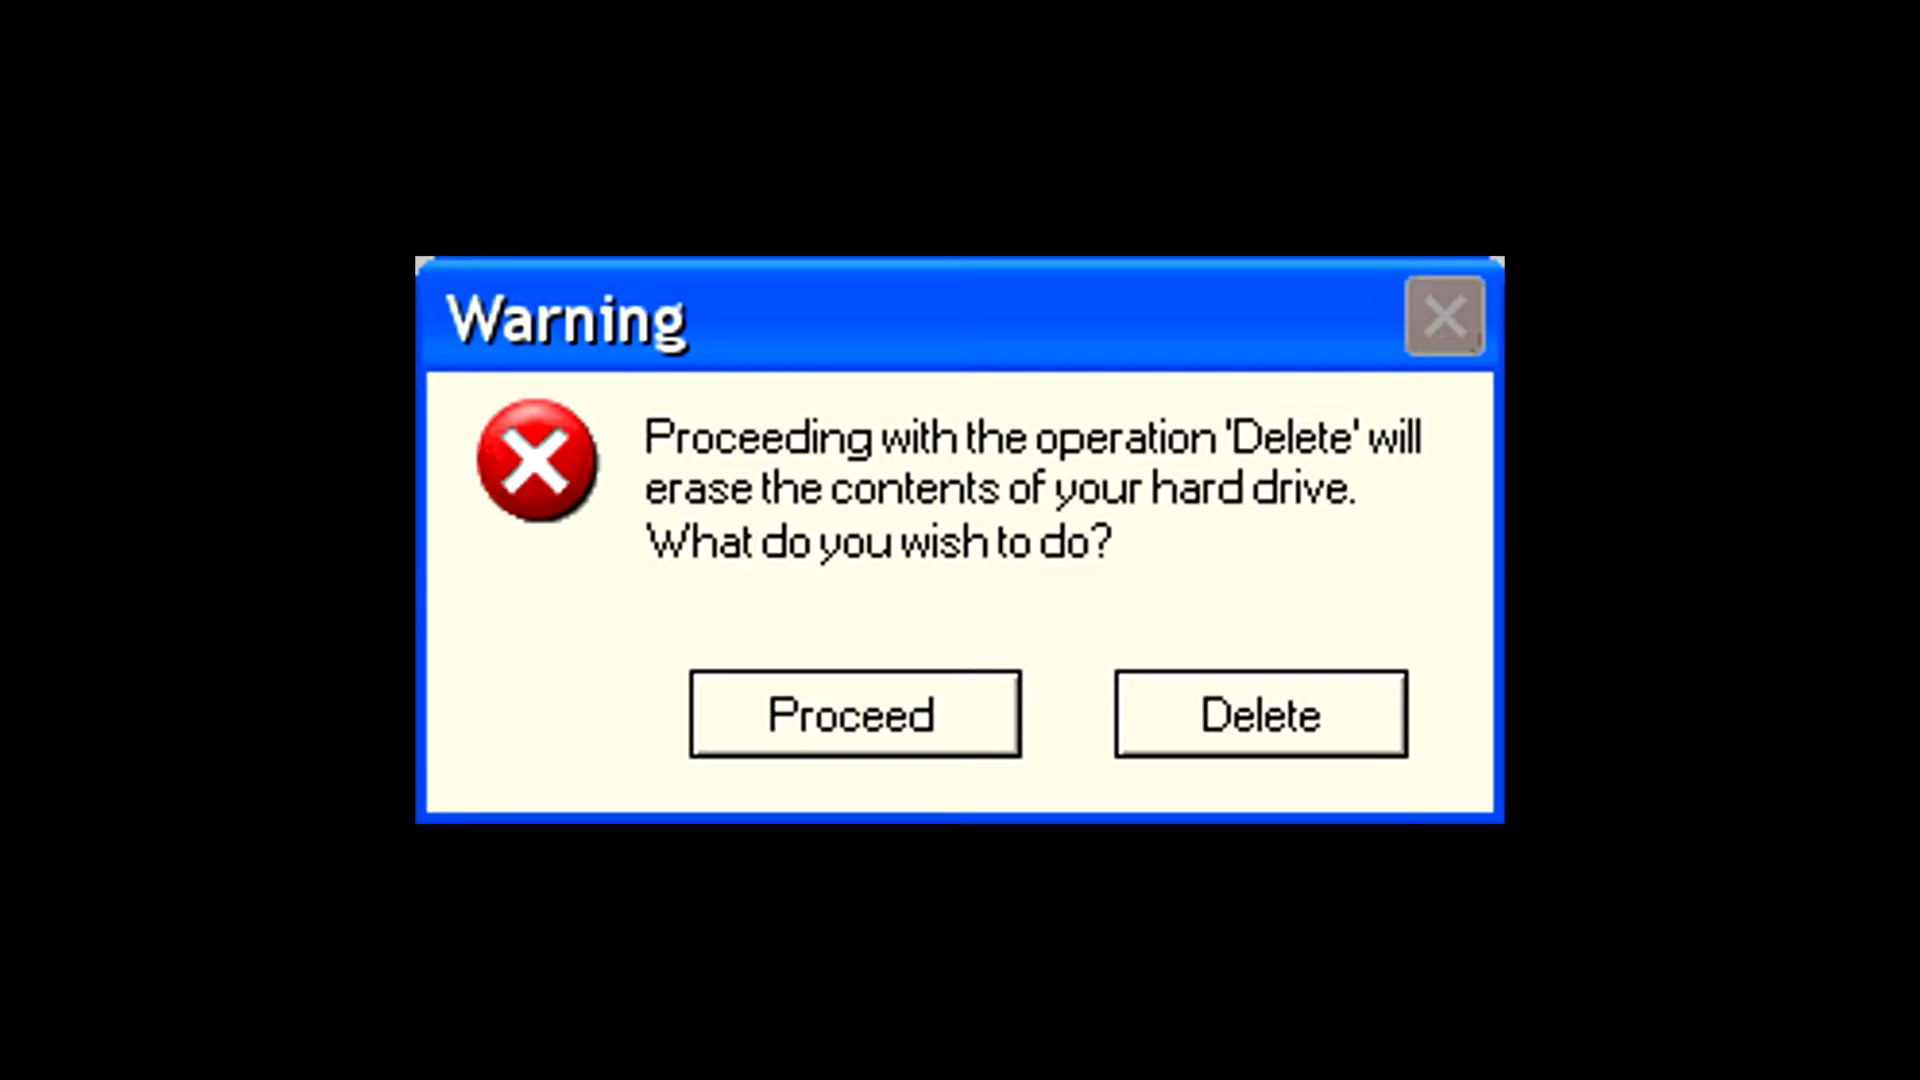 Warning
Proceeding with the operation 'Delete' will
erase the contents of your hard drive.
What do you wish to do?
Proceed Delete